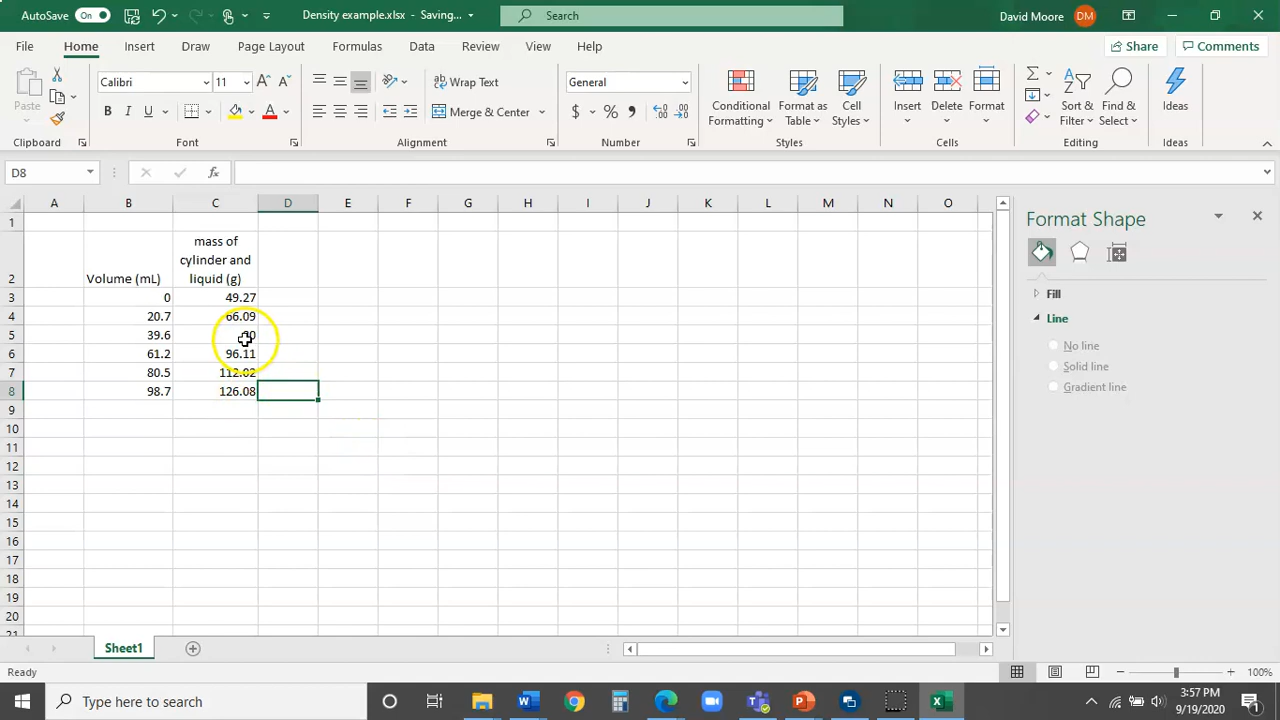 AutoSave On Density example.xlsx - Saving... Search David Moore DM
File Home Insert Draw Page Layout Formulas Data Review View Help Share Comments
Paste Calibri 11 A A Wrap Text General Conditional Formatting Format as Table Cell Styles Insert Delete Format Sort & Filter Find & Select Ideas
B I U A Merge & Center $ % ,
Clipboard Font Alignment Number Styles Cells Editing Ideas
D8 fx
A B C D E F G H I J K L M N O
1
2 Volume (mL) mass of cylinder and liquid (g)
3 0 49.27
4 20.7 66.09
5 39.6
6 61.2 96.11
7 80.5 112.02
8 98.7 126.08
9
10
11
12
13
14
15
16
17
18
19
20
21
Format Shape
Fill
Line
No line
Solid line
Gradient line
Sheet1
Ready 100%
Type here to search
3:57 PM
9/19/2020
1